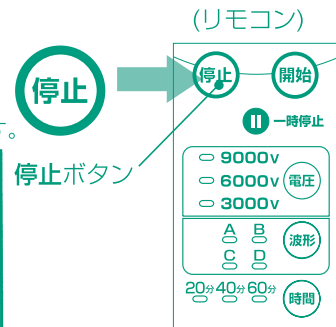 (リモコン)
停止
停止 開始
一時停止
す。
停止ボタン
9000v
6000v 電圧
3000v
A B
波形
C D
20分 40分 60分
時間